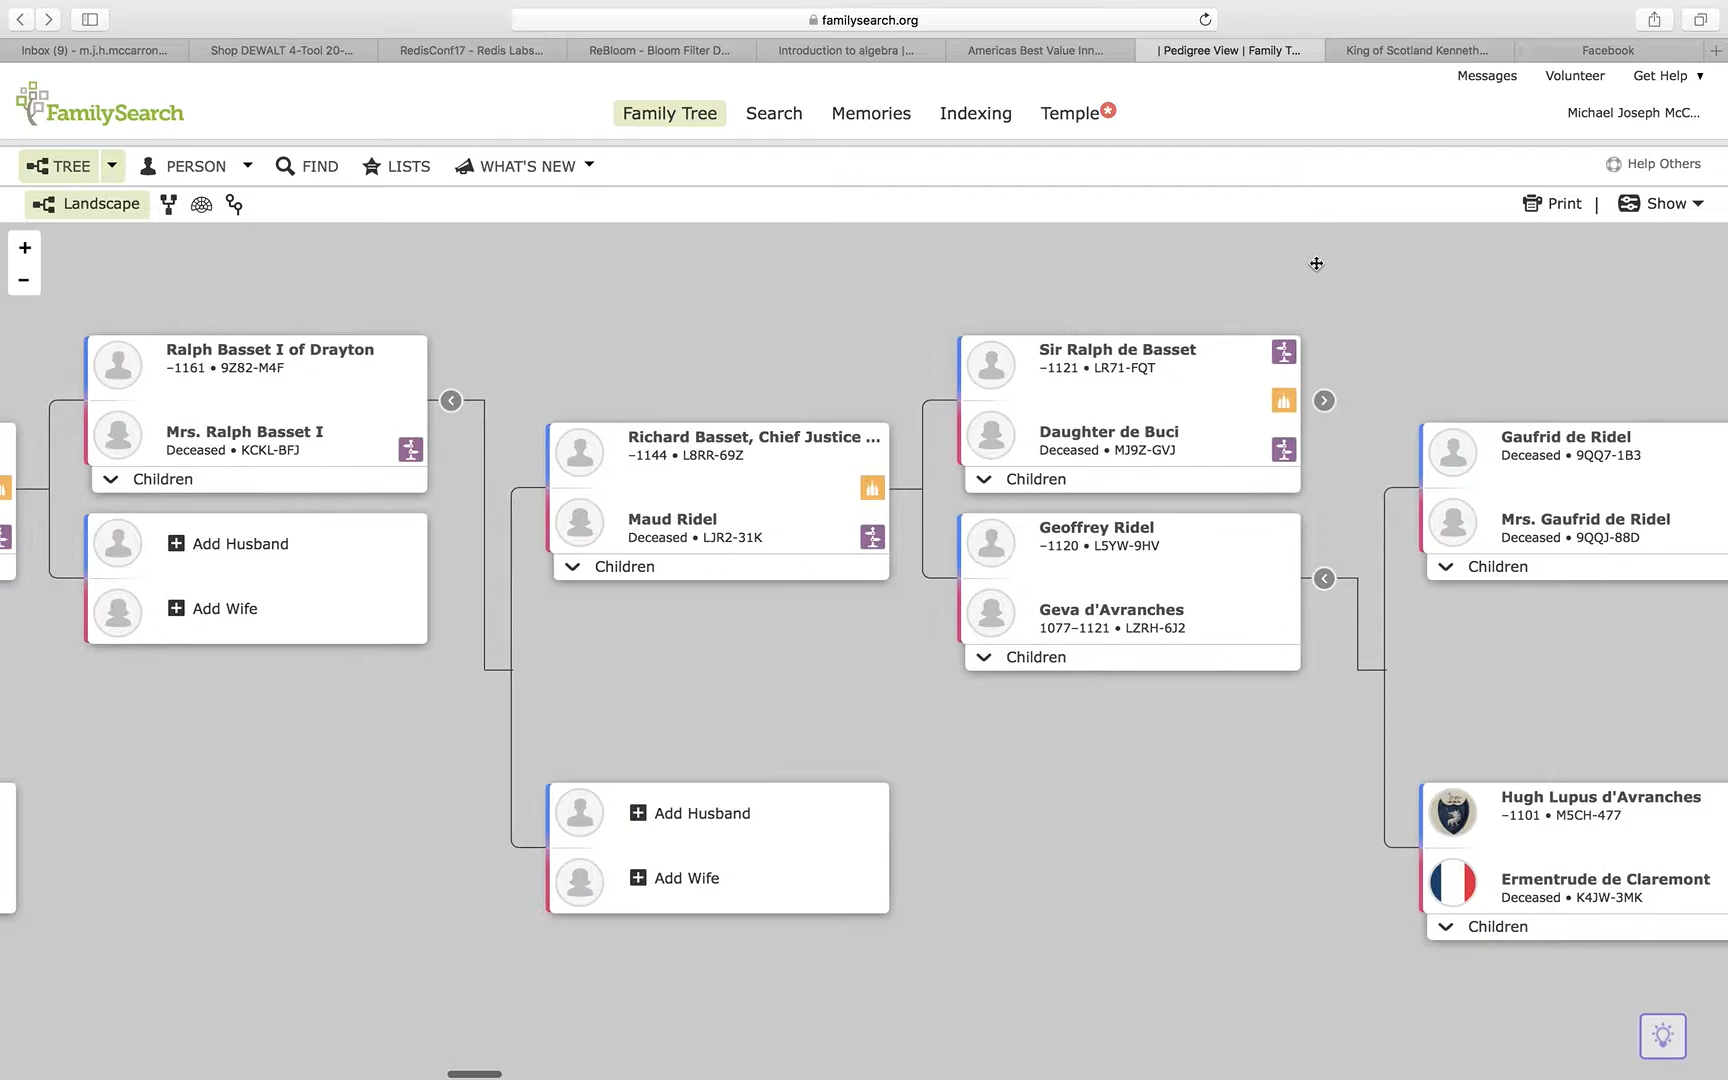 familysearch.org
Inbox (9) - m.j.h.mccarron...
Shop DEWALT 4-Tool 20-...
RedisConf17 - Redis Labs...
ReBloom - Bloom Filter D...
Introduction to algebra |...
Americas Best Value Inn...
| Pedigree View | Family T...
King of Scotland Kenneth...
Facebook
Messages
Volunteer
Get Help
FamilySearch
Family Tree
Search
Memories
Indexing
Temple
Michael Joseph McC...
TREE
PERSON
FIND
LISTS
WHAT'S NEW
Help Others
Landscape
Print |
Show
+
−
Ralph Basset I of Drayton
–1161 • 9Z82-M4F
Mrs. Ralph Basset I
Deceased • KCKL-BFJ
Children
Add Husband
Add Wife
Richard Basset, Chief Justice ...
–1144 • L8RR-69Z
Maud Ridel
Deceased • LJR2-31K
Children
Add Husband
Add Wife
Sir Ralph de Basset
–1121 • LR71-FQT
Daughter de Buci
Deceased • MJ9Z-GVJ
Children
Geoffrey Ridel
–1120 • L5YW-9HV
Geva d'Avranches
1077–1121 • LZRH-6J2
Children
Gaufrid de Ridel
Deceased • 9QQ7-1B3
Mrs. Gaufrid de Ridel
Deceased • 9QQJ-88D
Children
Hugh Lupus d'Avranches
–1101 • M5CH-477
Ermentrude de Claremont
Deceased • K4JW-3MK
Children